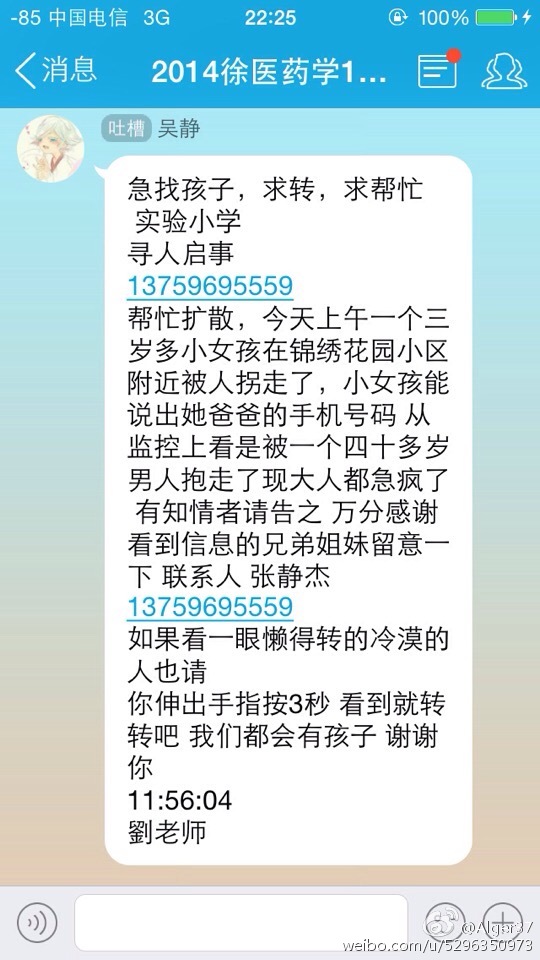 -85 中国电信 3G 22:25 100%
消息 2014徐医药学1...
吐槽 吴静
急找孩子，求转，求帮忙
实验小学
寻人启事
13759695559
帮忙扩散，今天上午一个三
岁多小女孩在锦绣花园小区
附近被人拐走了，小女孩能
说出她爸爸的手机号码 从
监控上看是被一个四十多岁
男人抱走了现大人都急疯了
有知情者请告之 万分感谢
看到信息的兄弟姐妹留意一
下 联系人 张静杰
13759695559
如果看一眼懒得转的冷漠的
人也请
你伸出手指按3秒 看到就转
转吧 我们都会有孩子 谢谢
你
11:56:04
劉老师
@Alger37
weibo.com/u/5296350973